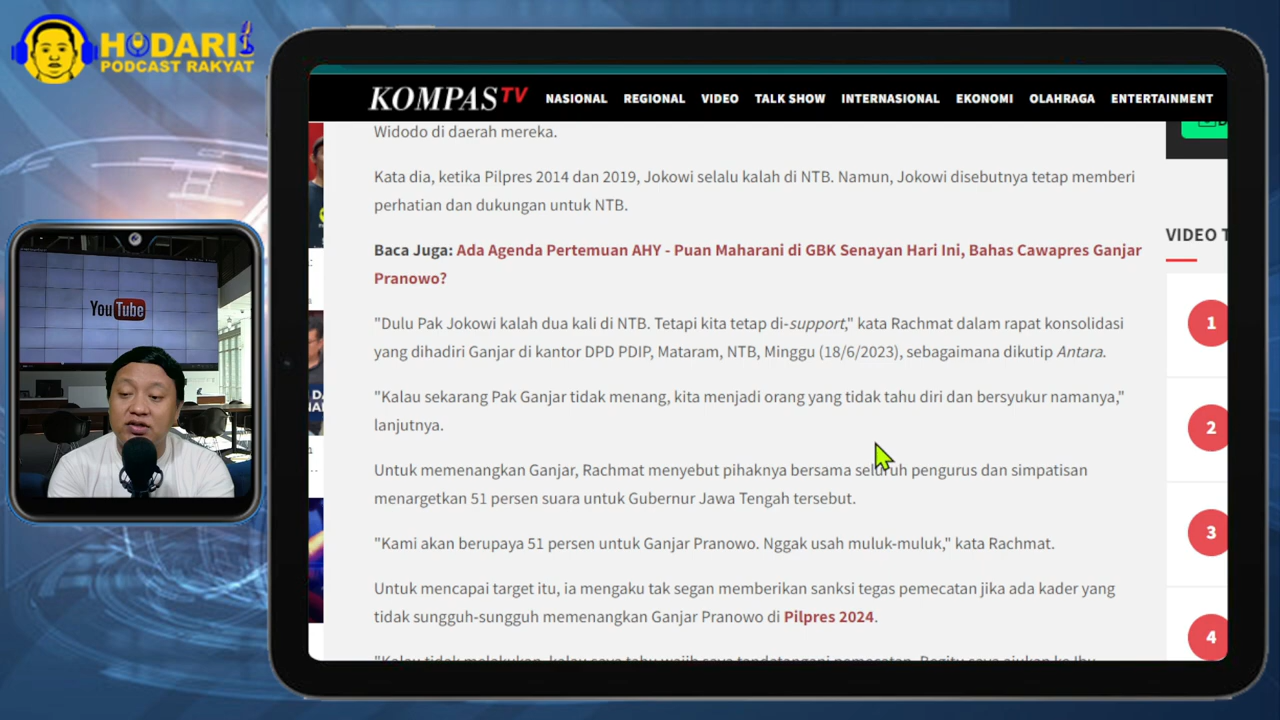 HODARI
PODCAST RAKYAT
KOMPAS TV NASIONAL REGIONAL VIDEO TALK SHOW INTERNASIONAL EKONOMI OLAHRAGA ENTERTAINMENT
Widodo di daerah mereka.
Kata dia, ketika Pilpres 2014 dan 2019, Jokowi selalu kalah di NTB. Namun, Jokowi disebutnya tetap memberi
perhatian dan dukungan untuk NTB.
Baca Juga: Ada Agenda Pertemuan AHY - Puan Maharani di GBK Senayan Hari Ini, Bahas Cawapres Ganjar
Pranowo?
"Dulu Pak Jokowi kalah dua kali di NTB. Tetapi kita tetap di-support," kata Rachmat dalam rapat konsolidasi
yang dihadiri Ganjar di kantor DPD PDIP, Mataram, NTB, Minggu (18/6/2023), sebagaimana dikutip Antara.
"Kalau sekarang Pak Ganjar tidak menang, kita menjadi orang yang tidak tahu diri dan bersyukur namanya,"
lanjutnya.
Untuk memenangkan Ganjar, Rachmat menyebut pihaknya bersama seluruh pengurus dan simpatisan
menargetkan 51 persen suara untuk Gubernur Jawa Tengah tersebut.
"Kami akan berupaya 51 persen untuk Ganjar Pranowo. Nggak usah muluk-muluk," kata Rachmat.
Untuk mencapai target itu, ia mengaku tak segan memberikan sanksi tegas pemecatan jika ada kader yang
tidak sungguh-sungguh memenangkan Ganjar Pranowo di Pilpres 2024.
VIDEO T
1
2
3
4
YouTube